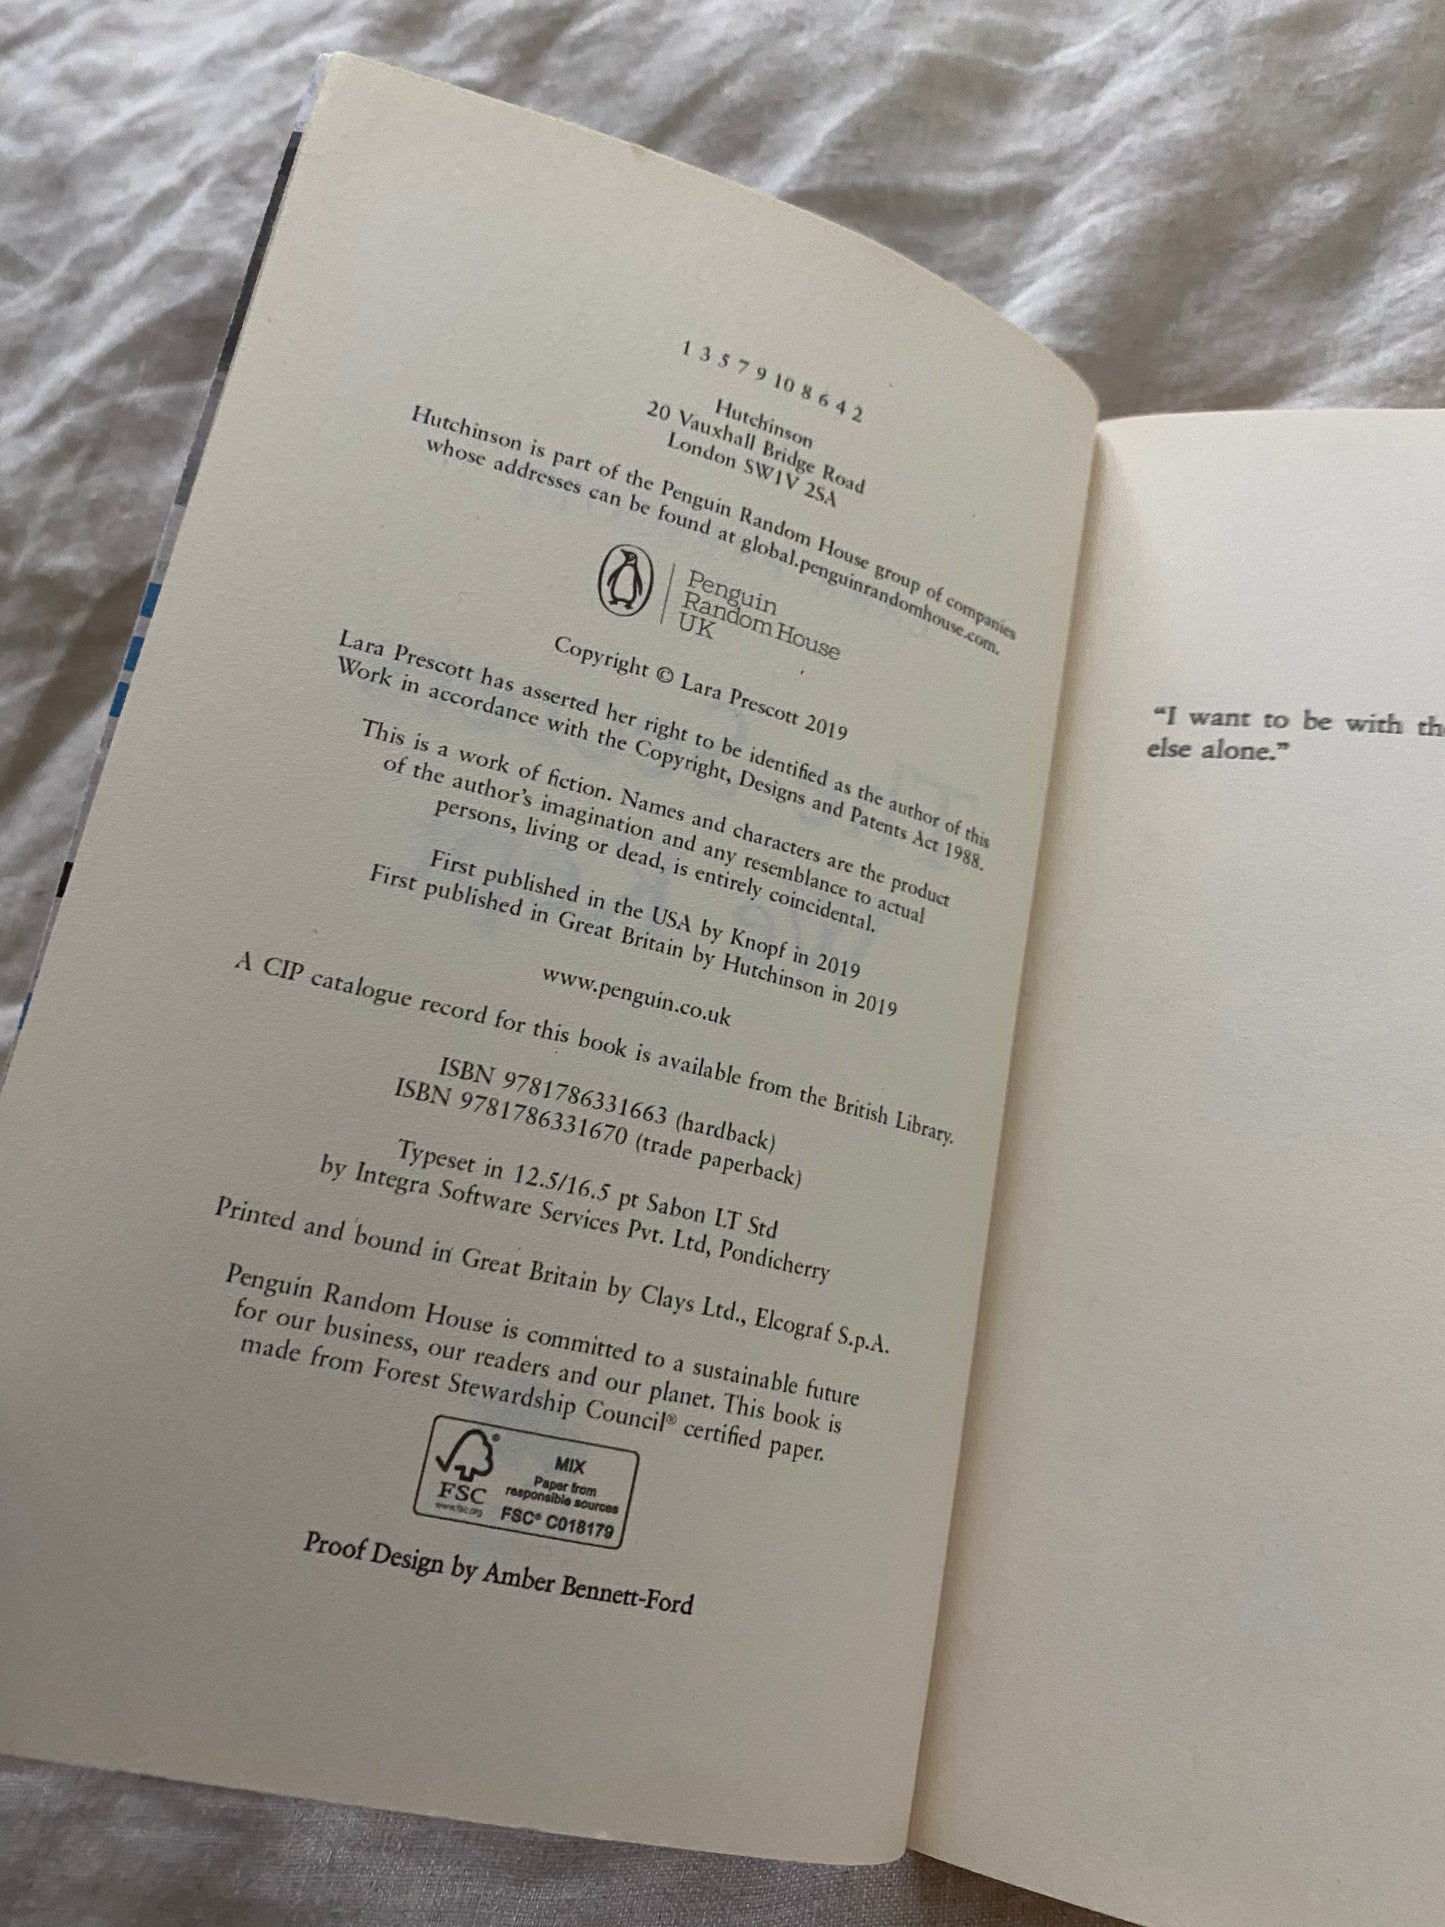 1 3 5 7 9 10 8 6 4 2
Hutchinson
20 Vauxhall Bridge Road
London SW1V 2SA
Hutchinson is part of the Penguin Random House group of companies
whose addresses can be found at global.penguinrandomhouse.com.
Penguin
Random House
UK
Copyright © Lara Prescott 2019
Lara Prescott has asserted her right to be identified as the author of this
Work in accordance with the Copyright, Designs and Patents Act 1988.
This is a work of fiction. Names and characters are the product
of the author's imagination and any resemblance to actual
persons, living or dead, is entirely coincidental.
First published in the USA by Knopf in 2019
First published in Great Britain by Hutchinson in 2019
www.penguin.co.uk
A CIP catalogue record for this book is available from the British Library.
ISBN 9781786331663 (hardback)
ISBN 9781786331670 (trade paperback)
Typeset in 12.5/16.5 pt Sabon LT Std
by Integra Software Services Pvt. Ltd, Pondicherry
Printed and bound in Great Britain by Clays Ltd., Elcograf S.p.A.
Penguin Random House is committed to a sustainable future
for our business, our readers and our planet. This book is
made from Forest Stewardship Council® certified paper.
FSC
www.fsc.org
MIX
Paper from
responsible sources
FSC® C018179
Proof Design by Amber Bennett-Ford
“I want to be with
else alone.”